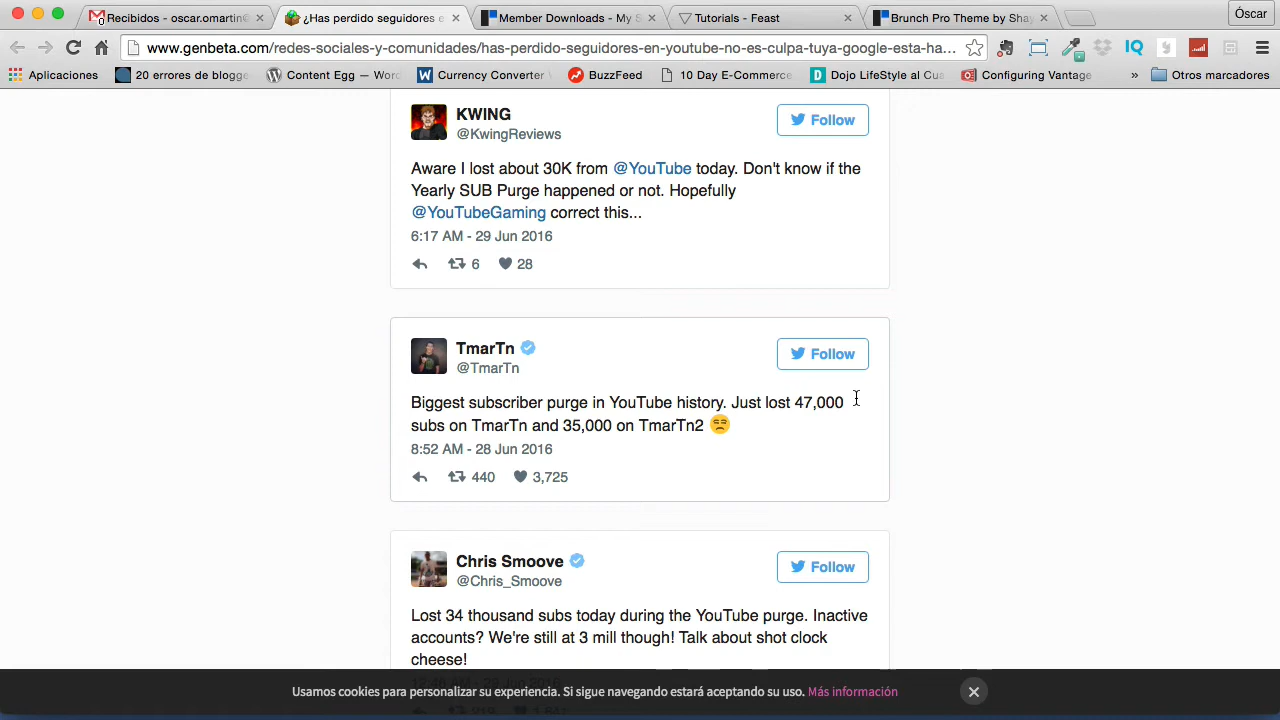 Recibidos - oscar.omartin@
¿Has perdido seguidores e
Member Downloads - My S
Tutorials - Feast
Brunch Pro Theme by Sha
Óscar
www.genbeta.com/redes-sociales-y-comunidades/has-perdido-seguidores-en-youtube-no-es-culpa-tuya-google-esta-ha...
Aplicaciones
20 errores de blogge
Content Egg — Wor
Currency Converter
BuzzFeed
10 Day E-Commerce
Dojo LifeStyle al Cua
Configuring Vantage
»
Otros marcadores
KWING
@KwingReviews
Follow
Aware I lost about 30K from @YouTube today. Don't know if the
Yearly SUB Purge happened or not. Hopefully
@YouTubeGaming correct this...
6:17 AM - 29 Jun 2016
6 28
TmarTn
@TmarTn
Follow
Biggest subscriber purge in YouTube history. Just lost 47,000
subs on TmarTn and 35,000 on TmarTn2 😒
8:52 AM - 28 Jun 2016
440 3,725
Chris Smoove
@Chris_Smoove
Follow
Lost 34 thousand subs today during the YouTube purge. Inactive
accounts? We're still at 3 mill though! Talk about shot clock
cheese!
Usamos cookies para personalizar su experiencia. Si sigue navegando estará aceptando su uso. Más información